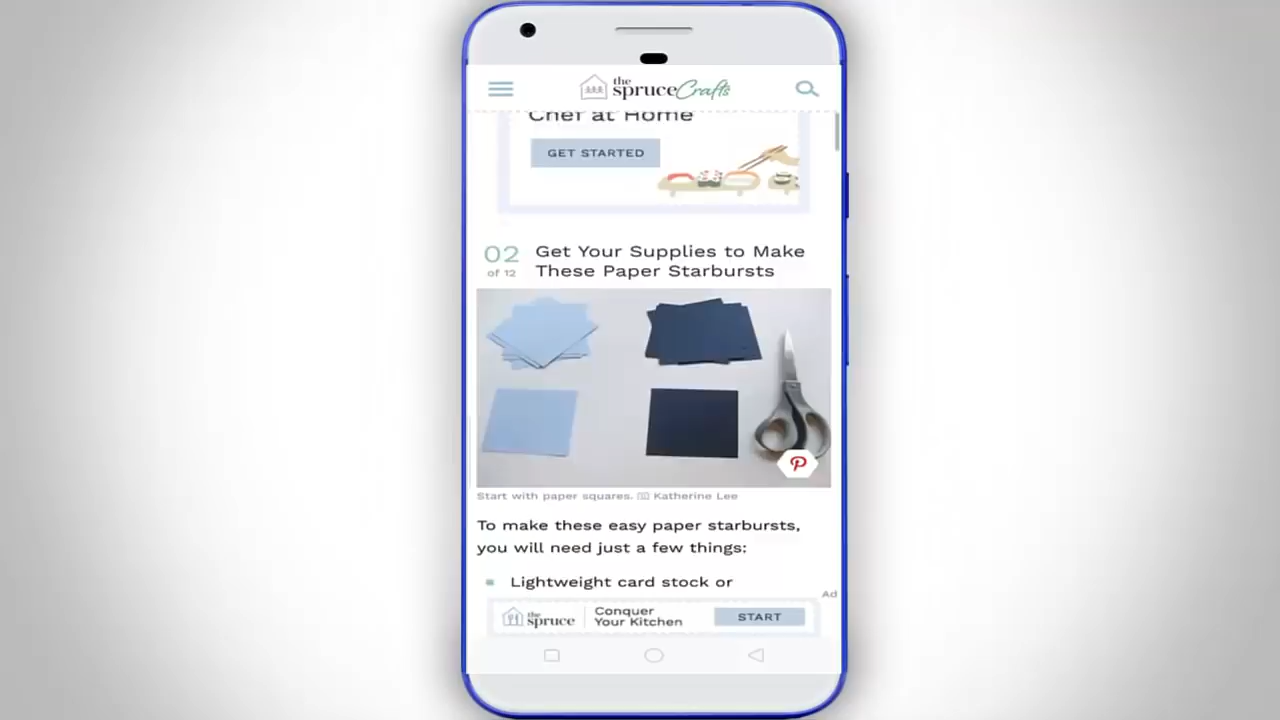 the
spruceCrafts
Chef at Home
GET STARTED
02
of 12
Get Your Supplies to Make
These Paper Starbursts
Start with paper squares. Katherine Lee
To make these easy paper starbursts,
you will need just a few things:
Lightweight card stock or
Ad
the
spruce
Conquer
Your Kitchen
START